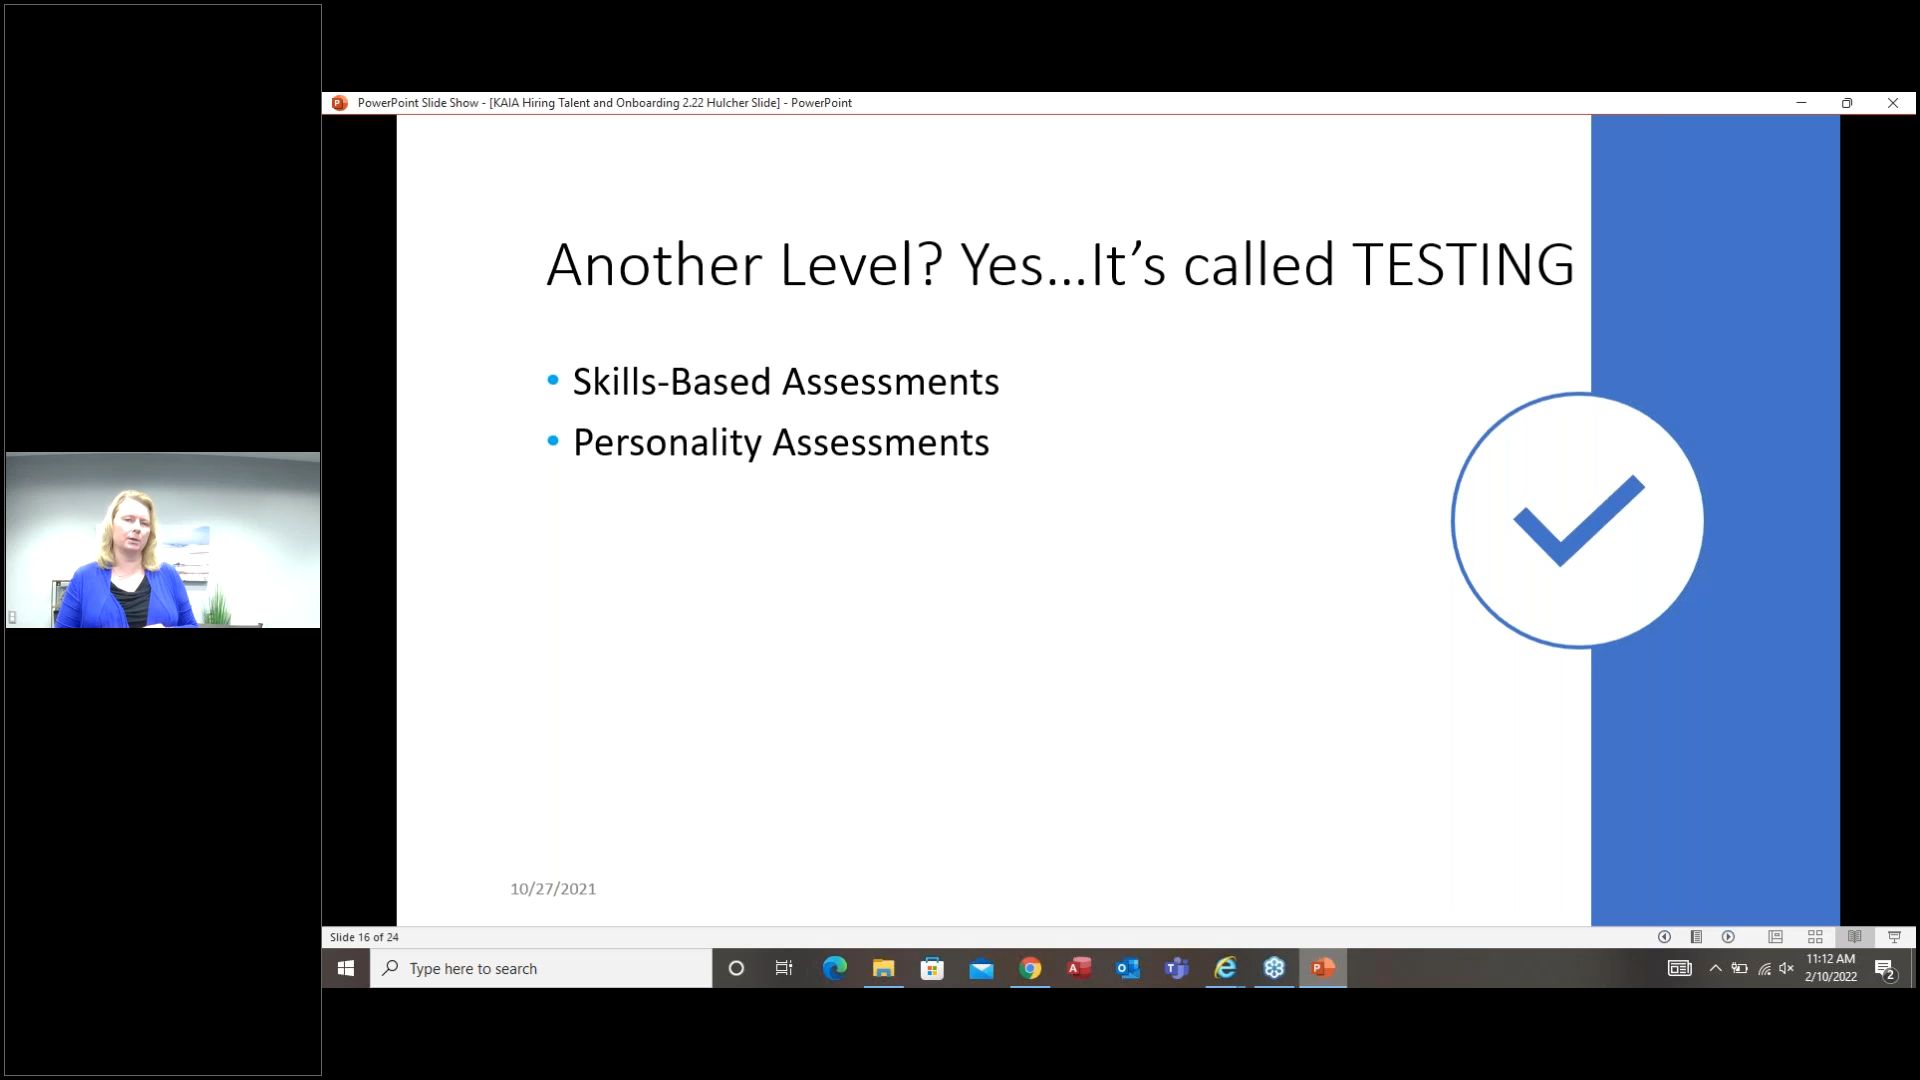 PowerPoint Slide Show - [KAIA Hiring Talent and Onboarding 2.22 Hulcher Slide] - PowerPoint
Another Level? Yes...It’s called TESTING
• Skills-Based Assessments
• Personality Assessments
10/27/2021
Slide 16 of 24
Type here to search
11:12 AM
2/10/2022
2